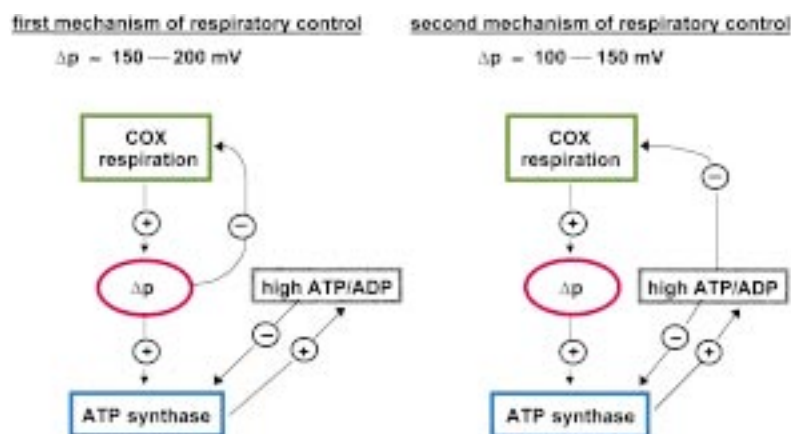 first mechanism of respiratory control
Δp = 150 — 200 mV
COX
respiration
+
−
Δp
high ATP/ADP
−
+
+
ATP synthase
second mechanism of respiratory control
Δp = 100 — 150 mV
COX
respiration
−
+
Δp
high ATP/ADP
−
+
+
ATP synthase